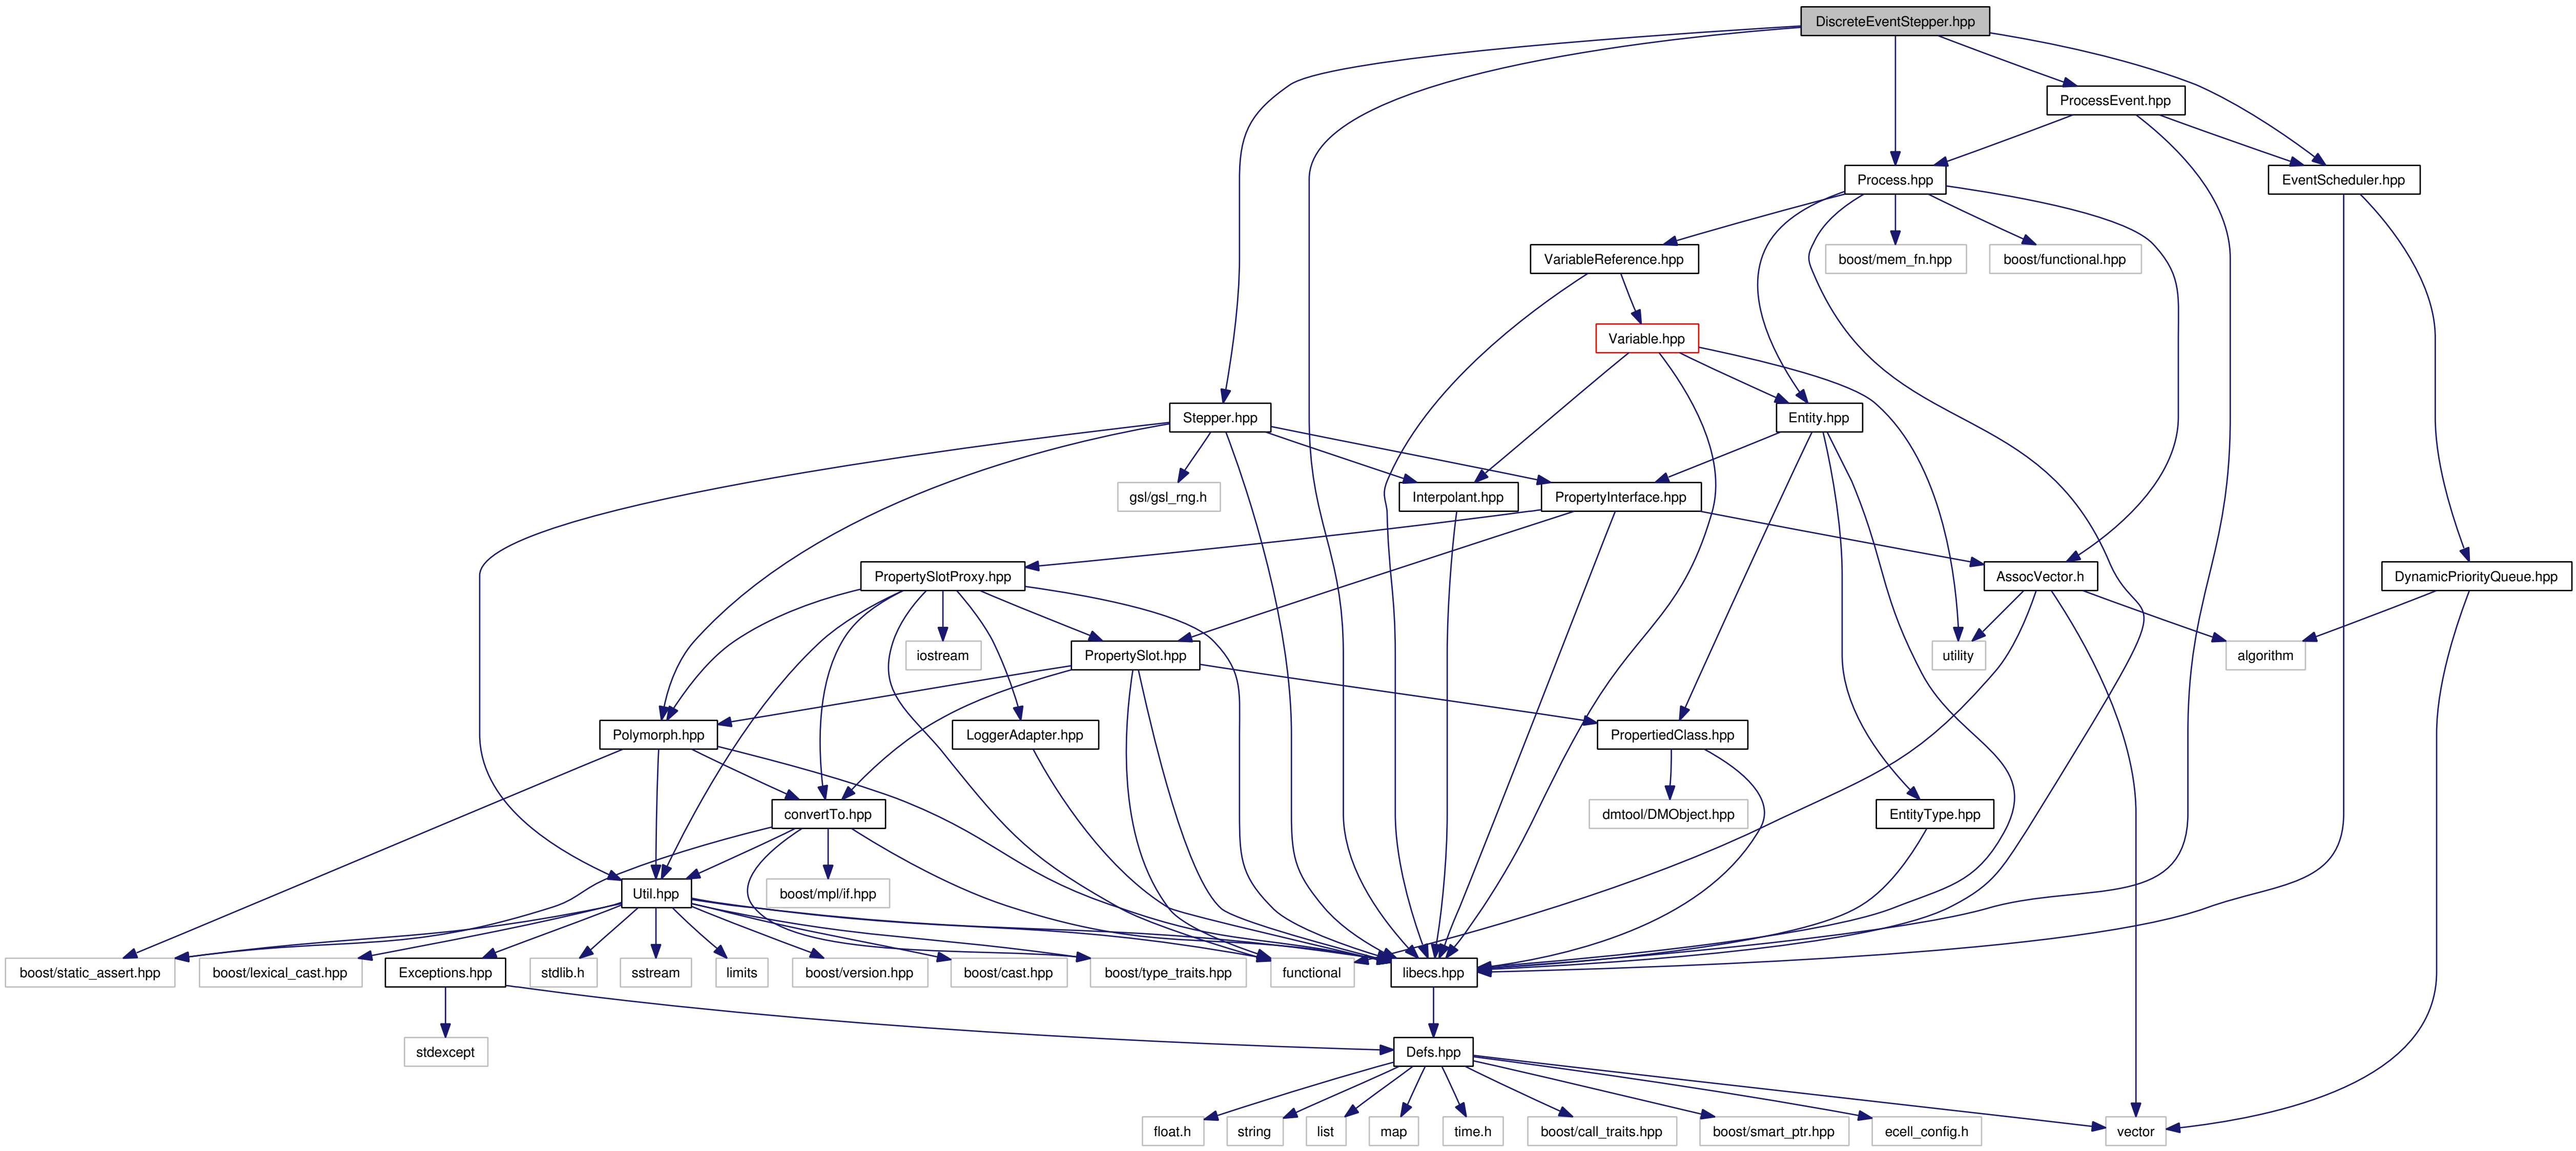 DiscreteEventStepper.hpp
ProcessEvent.hpp
Process.hpp
EventScheduler.hpp
VariableReference.hpp
boost/mem_fn.hpp
boost/functional.hpp
Variable.hpp
Stepper.hpp
Entity.hpp
gsl/gsl_rng.h
Interpolant.hpp
PropertyInterface.hpp
PropertySlotProxy.hpp
AssocVector.h
DynamicPriorityQueue.hpp
iostream
PropertySlot.hpp
utility
algorithm
Polymorph.hpp
LoggerAdapter.hpp
PropertiedClass.hpp
convertTo.hpp
dmtool/DMObject.hpp
EntityType.hpp
Util.hpp
boost/mpl/if.hpp
boost/static_assert.hpp
boost/lexical_cast.hpp
Exceptions.hpp
stdlib.h
sstream
limits
boost/version.hpp
boost/cast.hpp
boost/type_traits.hpp
functional
libecs.hpp
stdexcept
Defs.hpp
float.h
string
list
map
time.h
boost/call_traits.hpp
boost/smart_ptr.hpp
ecell_config.h
vector